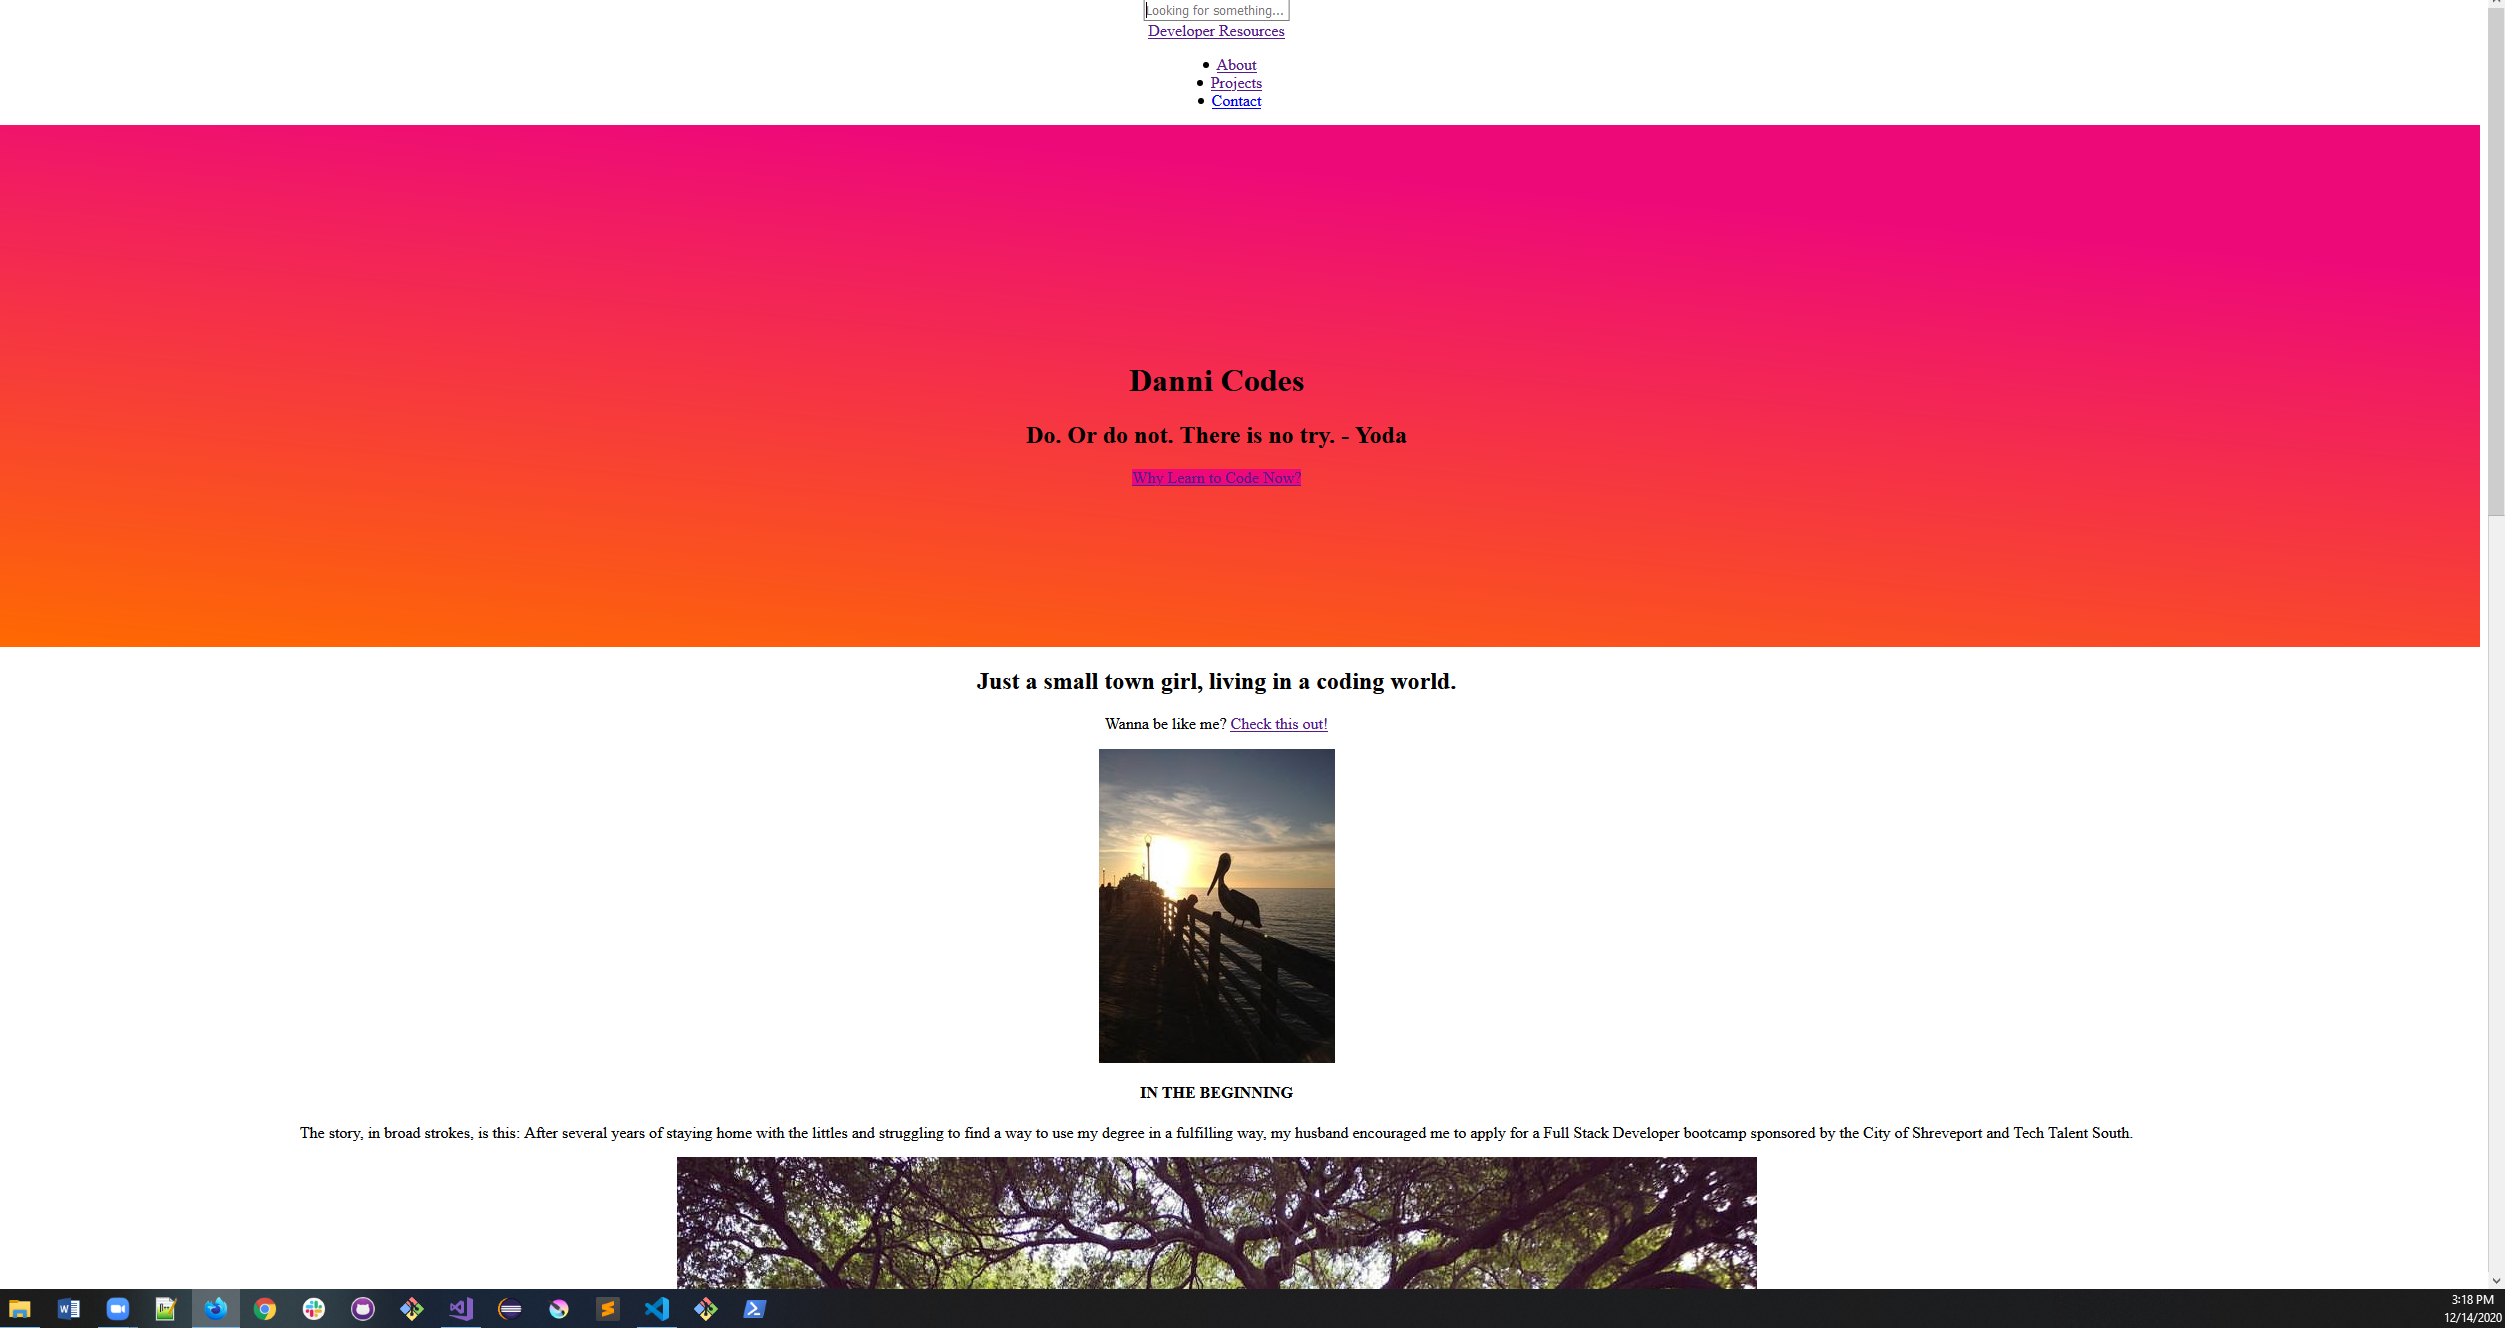 Looking for something...
Developer Resources
About
Projects
Contact
Danni Codes
Do. Or do not. There is no try. - Yoda
Why Learn to Code Now?
Just a small town girl, living in a coding world.
Wanna be like me? Check this out!
IN THE BEGINNING
The story, in broad strokes, is this: After several years of staying home with the littles and struggling to find a way to use my degree in a fulfilling way, my husband encouraged me to apply for a Full Stack Developer bootcamp sponsored by the City of Shreveport and Tech Talent South.
3:18 PM
12/14/2020